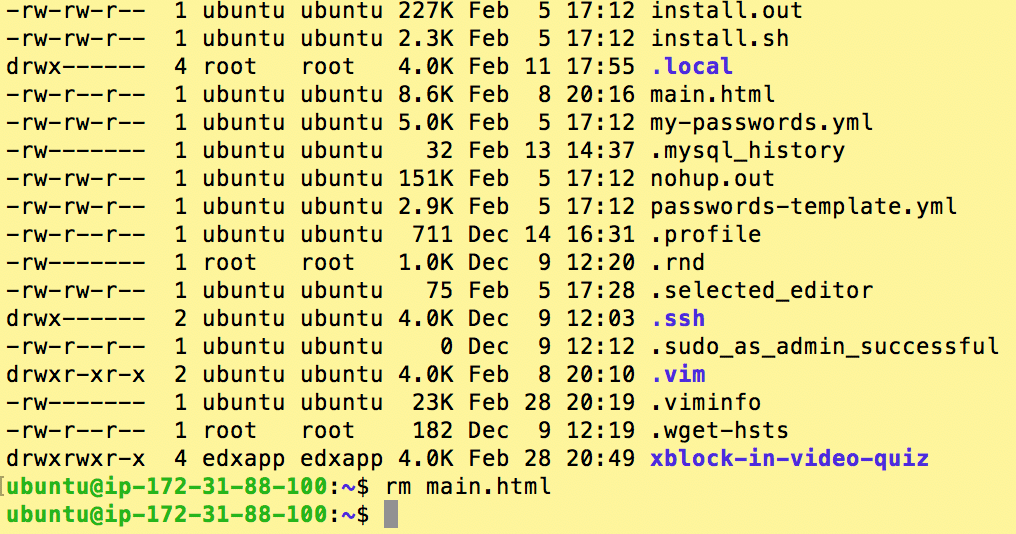 -rw-rw-r-- 1 ubuntu ubuntu 227K Feb 5 17:12 install.out
-rw-rw-r-- 1 ubuntu ubuntu 2.3K Feb 5 17:12 install.sh
drwx------ 4 root root 4.0K Feb 11 17:55 .local
-rw-r--r-- 1 ubuntu ubuntu 8.6K Feb 8 20:16 main.html
-rw-rw-r-- 1 ubuntu ubuntu 5.0K Feb 5 17:12 my-passwords.yml
-rw------- 1 ubuntu ubuntu 32 Feb 13 14:37 .mysql_history
-rw-rw-r-- 1 ubuntu ubuntu 151K Feb 5 17:12 nohup.out
-rw-rw-r-- 1 ubuntu ubuntu 2.9K Feb 5 17:12 passwords-template.yml
-rw-r--r-- 1 ubuntu ubuntu 711 Dec 14 16:31 .profile
-rw------- 1 root root 1.0K Dec 9 12:20 .rnd
-rw-rw-r-- 1 ubuntu ubuntu 75 Feb 5 17:28 .selected_editor
drwx------ 2 ubuntu ubuntu 4.0K Dec 9 12:03 .ssh
-rw-r--r-- 1 ubuntu ubuntu 0 Dec 9 12:12 .sudo_as_admin_successful
drwxr-xr-x 2 ubuntu ubuntu 4.0K Feb 8 20:10 .vim
-rw------- 1 ubuntu ubuntu 23K Feb 28 20:19 .viminfo
-rw-r--r-- 1 root root 182 Dec 9 12:19 .wget-hsts
drwxrwxr-x 4 edxapp edxapp 4.0K Feb 28 20:49 xblock-in-video-quiz
ubuntu@ip-172-31-88-100:~$ rm main.html
ubuntu@ip-172-31-88-100:~$